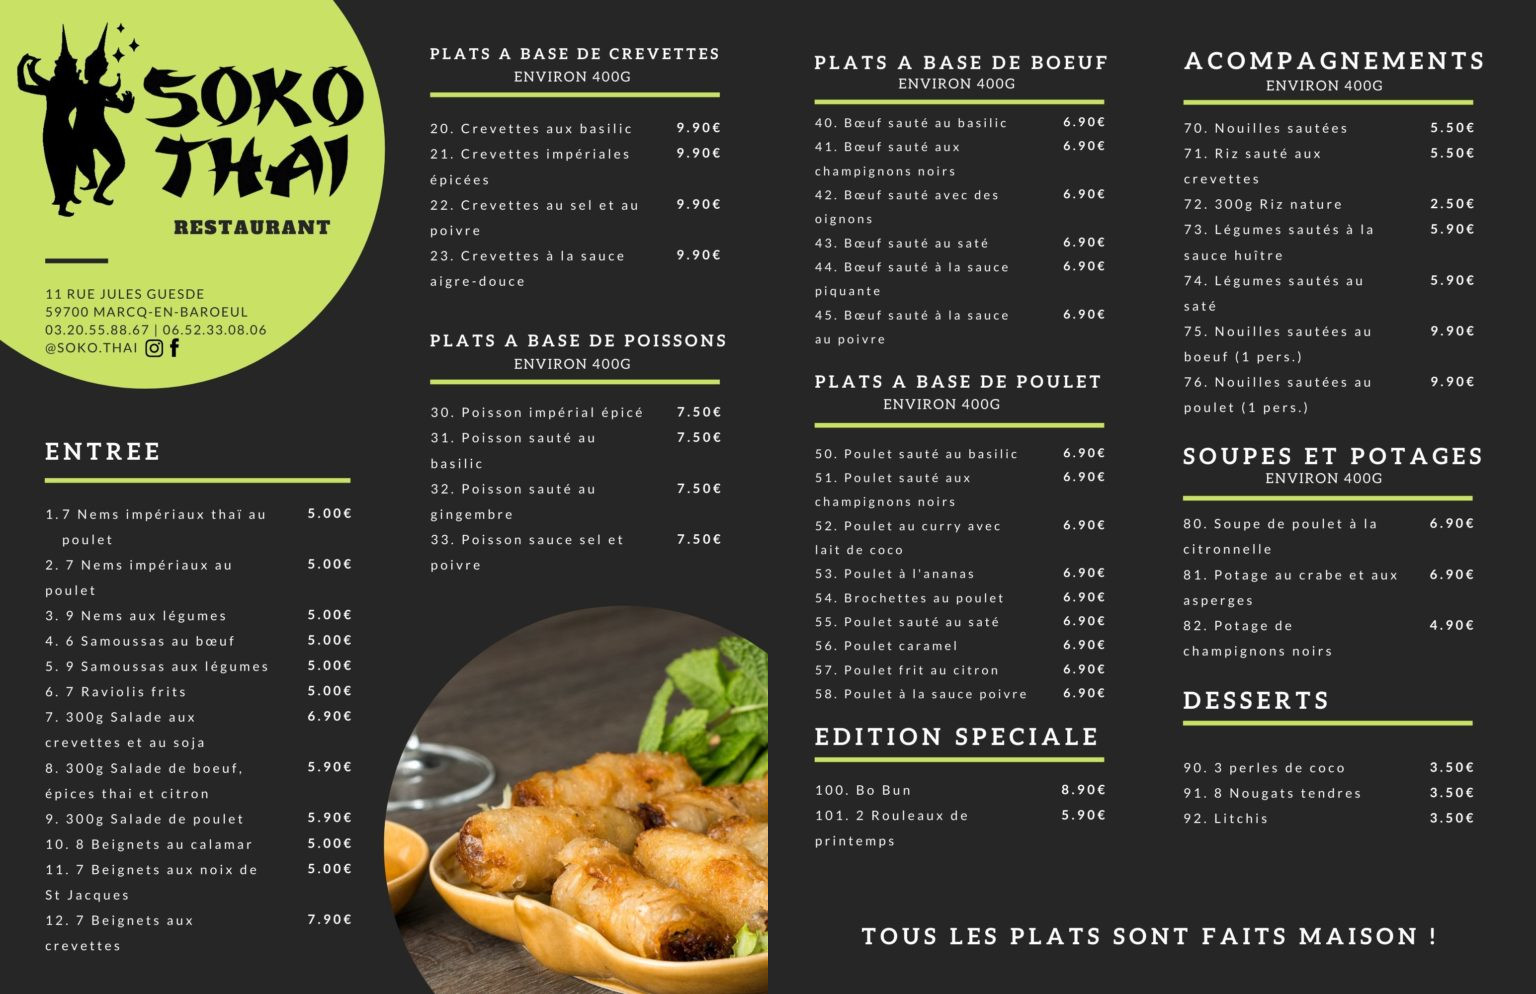 SOKO
THAI
RESTAURANT
11 RUE JULES GUESDE
59700 MARCQ-EN-BAROEUL
03.20.55.88.67 | 06.52.33.08.06
@SOKO.THAI
ENTREE
1. 7 Nems impériaux thaï au 5.00€
poulet
2. 7 Nems impériaux au 5.00€
poulet
3. 9 Nems aux légumes 5.00€
4. 6 Samoussas au bœuf 5.00€
5. 9 Samoussas aux légumes 5.00€
6. 7 Raviolis frits 5.00€
7. 300g Salade aux 6.90€
crevettes et au soja
8. 300g Salade de boeuf, 5.90€
épices thai et citron
9. 300g Salade de poulet 5.90€
10. 8 Beignets au calamar 5.00€
11. 7 Beignets aux noix de 5.00€
St Jacques
12. 7 Beignets aux 7.90€
crevettes
PLATS A BASE DE CREVETTES
ENVIRON 400G
20. Crevettes aux basilic 9.90€
21. Crevettes impériales 9.90€
épicées
22. Crevettes au sel et au 9.90€
poivre
23. Crevettes à la sauce 9.90€
aigre-douce
PLATS A BASE DE POISSONS
ENVIRON 400G
30. Poisson impérial épicé 7.50€
31. Poisson sauté au 7.50€
basilic
32. Poisson sauté au 7.50€
gingembre
33. Poisson sauce sel et 7.50€
poivre
PLATS A BASE DE BOEUF
ENVIRON 400G
40. Bœuf sauté au basilic 6.90€
41. Bœuf sauté aux 6.90€
champignons noirs
42. Bœuf sauté avec des 6.90€
oignons
43. Bœuf sauté au saté 6.90€
44. Bœuf sauté à la sauce 6.90€
piquante
45. Bœuf sauté à la sauce 6.90€
au poivre
PLATS A BASE DE POULET
ENVIRON 400G
50. Poulet sauté au basilic 6.90€
51. Poulet sauté aux 6.90€
champignons noirs
52. Poulet au curry avec 6.90€
lait de coco
53. Poulet à l'ananas 6.90€
54. Brochettes au poulet 6.90€
55. Poulet sauté au saté 6.90€
56. Poulet caramel 6.90€
57. Poulet frit au citron 6.90€
58. Poulet à la sauce poivre 6.90€
EDITION SPECIALE
100. Bo Bun 8.90€
101. 2 Rouleaux de 5.90€
printemps
ACOMPAGNEMENTS
ENVIRON 400G
70. Nouilles sautées 5.50€
71. Riz sauté aux 5.50€
crevettes
72. 300g Riz nature 2.50€
73. Légumes sautés à la 5.90€
sauce huître
74. Légumes sautés au 5.90€
saté
75. Nouilles sautées au 9.90€
boeuf (1 pers.)
76. Nouilles sautées au 9.90€
poulet (1 pers.)
SOUPES ET POTAGES
ENVIRON 400G
80. Soupe de poulet à la 6.90€
citronnelle
81. Potage au crabe et aux 6.90€
asperges
82. Potage de 4.90€
champignons noirs
DESSERTS
90. 3 perles de coco 3.50€
91. 8 Nougats tendres 3.50€
92. Litchis 3.50€
TOUS LES PLATS SONT FAITS MAISON !